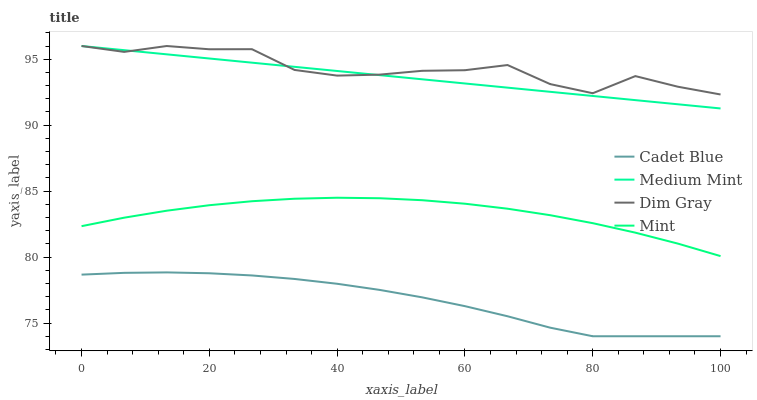 title
yaxis_label
95
90
85
80
75
0
20
40
60
80
100
xaxis_label
Cadet Blue
Medium Mint
Dim Gray
Mint